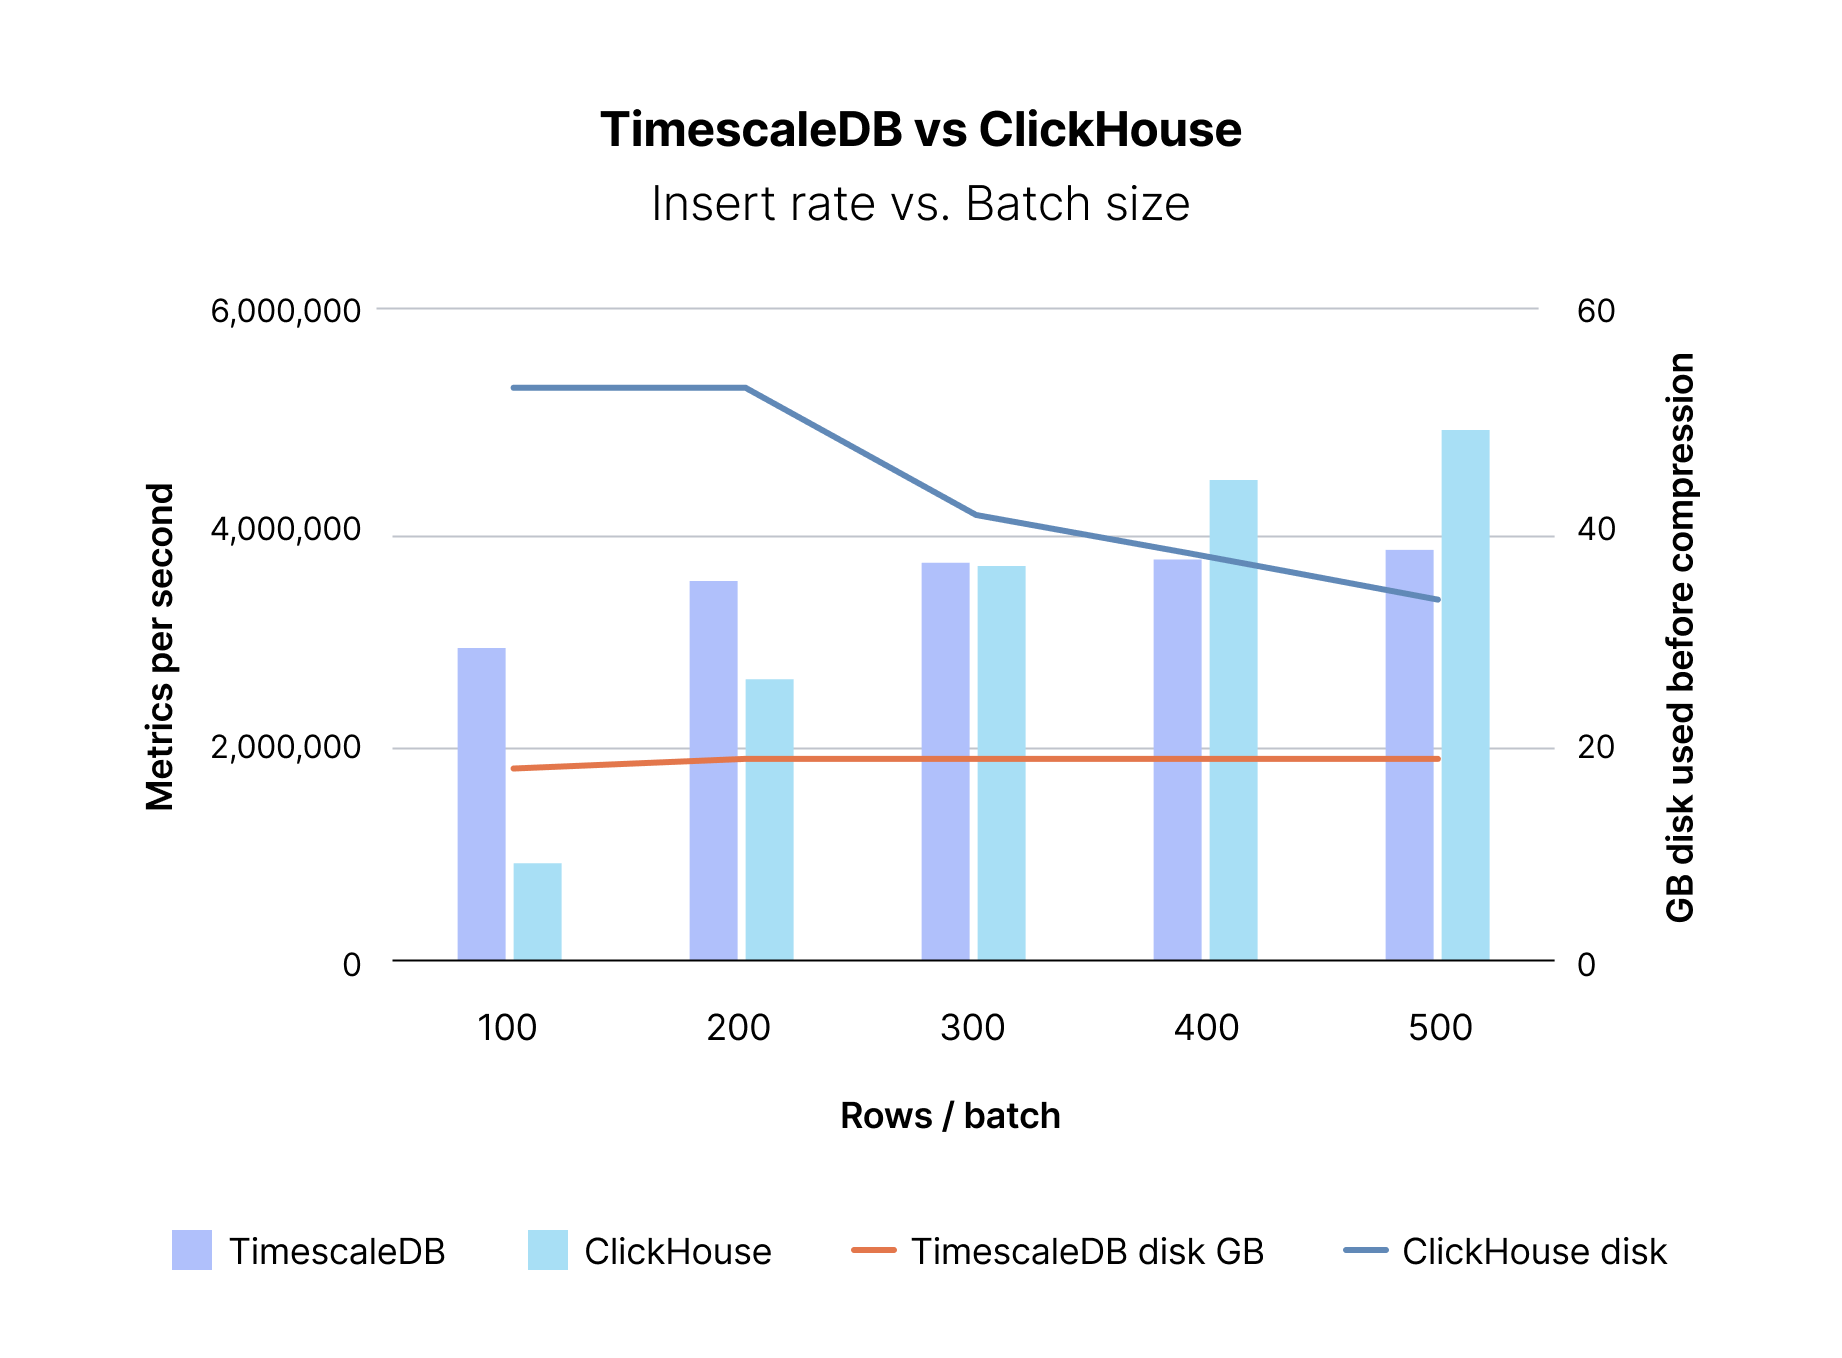 TimescaleDB vs ClickHouse
Insert rate vs. Batch size
6,000,000
60
4,000,000
40
2,000,000
20
0
0
Metrics per second
GB disk used before compression
100
200
300
400
500
Rows / batch
TimescaleDB
ClickHouse
TimescaleDB disk GB
ClickHouse disk